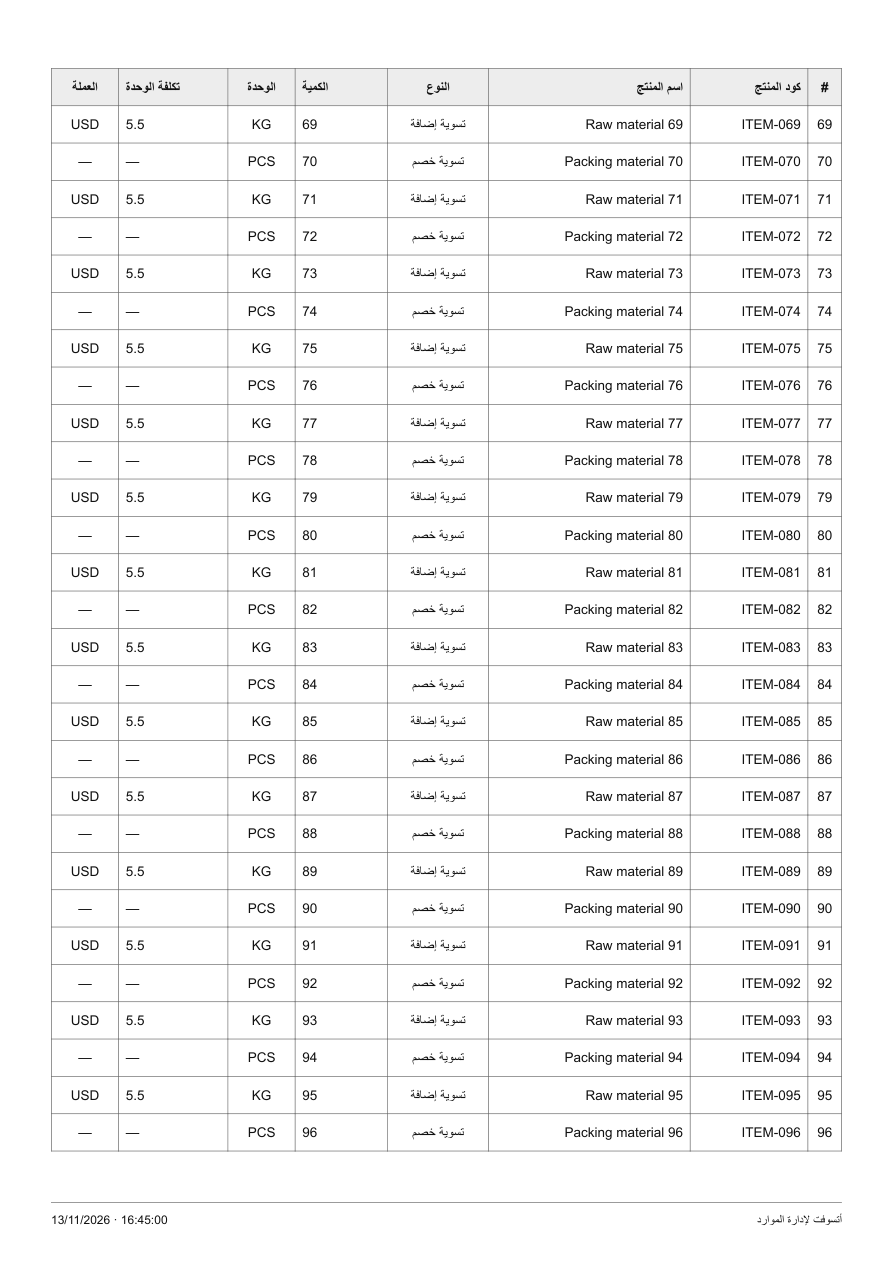 # كود المنتج اسم المنتج النوع الكمية الوحدة تكلفة الوحدة العملة
69 ITEM-069 Raw material 69 تسوية إضافة 69 KG 5.5 USD
70 ITEM-070 Packing material 70 تسوية خصم 70 PCS — —
71 ITEM-071 Raw material 71 تسوية إضافة 71 KG 5.5 USD
72 ITEM-072 Packing material 72 تسوية خصم 72 PCS — —
73 ITEM-073 Raw material 73 تسوية إضافة 73 KG 5.5 USD
74 ITEM-074 Packing material 74 تسوية خصم 74 PCS — —
75 ITEM-075 Raw material 75 تسوية إضافة 75 KG 5.5 USD
76 ITEM-076 Packing material 76 تسوية خصم 76 PCS — —
77 ITEM-077 Raw material 77 تسوية إضافة 77 KG 5.5 USD
78 ITEM-078 Packing material 78 تسوية خصم 78 PCS — —
79 ITEM-079 Raw material 79 تسوية إضافة 79 KG 5.5 USD
80 ITEM-080 Packing material 80 تسوية خصم 80 PCS — —
81 ITEM-081 Raw material 81 تسوية إضافة 81 KG 5.5 USD
82 ITEM-082 Packing material 82 تسوية خصم 82 PCS — —
83 ITEM-083 Raw material 83 تسوية إضافة 83 KG 5.5 USD
84 ITEM-084 Packing material 84 تسوية خصم 84 PCS — —
85 ITEM-085 Raw material 85 تسوية إضافة 85 KG 5.5 USD
86 ITEM-086 Packing material 86 تسوية خصم 86 PCS — —
87 ITEM-087 Raw material 87 تسوية إضافة 87 KG 5.5 USD
88 ITEM-088 Packing material 88 تسوية خصم 88 PCS — —
89 ITEM-089 Raw material 89 تسوية إضافة 89 KG 5.5 USD
90 ITEM-090 Packing material 90 تسوية خصم 90 PCS — —
91 ITEM-091 Raw material 91 تسوية إضافة 91 KG 5.5 USD
92 ITEM-092 Packing material 92 تسوية خصم 92 PCS — —
93 ITEM-093 Raw material 93 تسوية إضافة 93 KG 5.5 USD
94 ITEM-094 Packing material 94 تسوية خصم 94 PCS — —
95 ITEM-095 Raw material 95 تسوية إضافة 95 KG 5.5 USD
96 ITEM-096 Packing material 96 تسوية خصم 96 PCS — —
أتسوفت لإدارة الموارد 13/11/2026 · 16:45:00